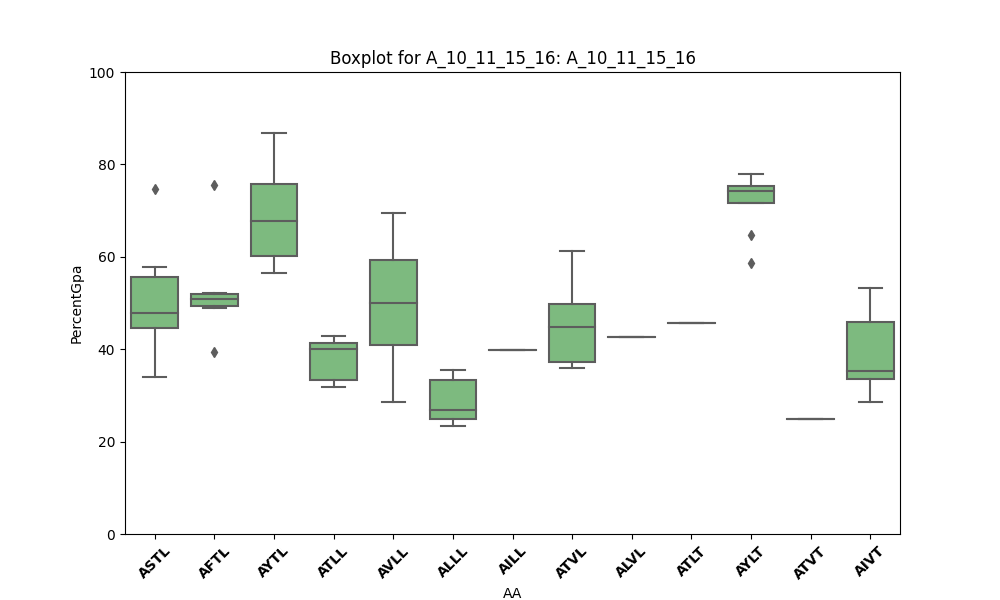 Boxplot for A_10_11_15_16: A_10_11_15_16
100
80
60
40
20
0
PercentGpa
ASTL
AFTL
AYTL
ATLL
AVLL
ALLL
AILL
ATVL
ALVL
ATLT
AYLT
ATVT
AIVT
AA